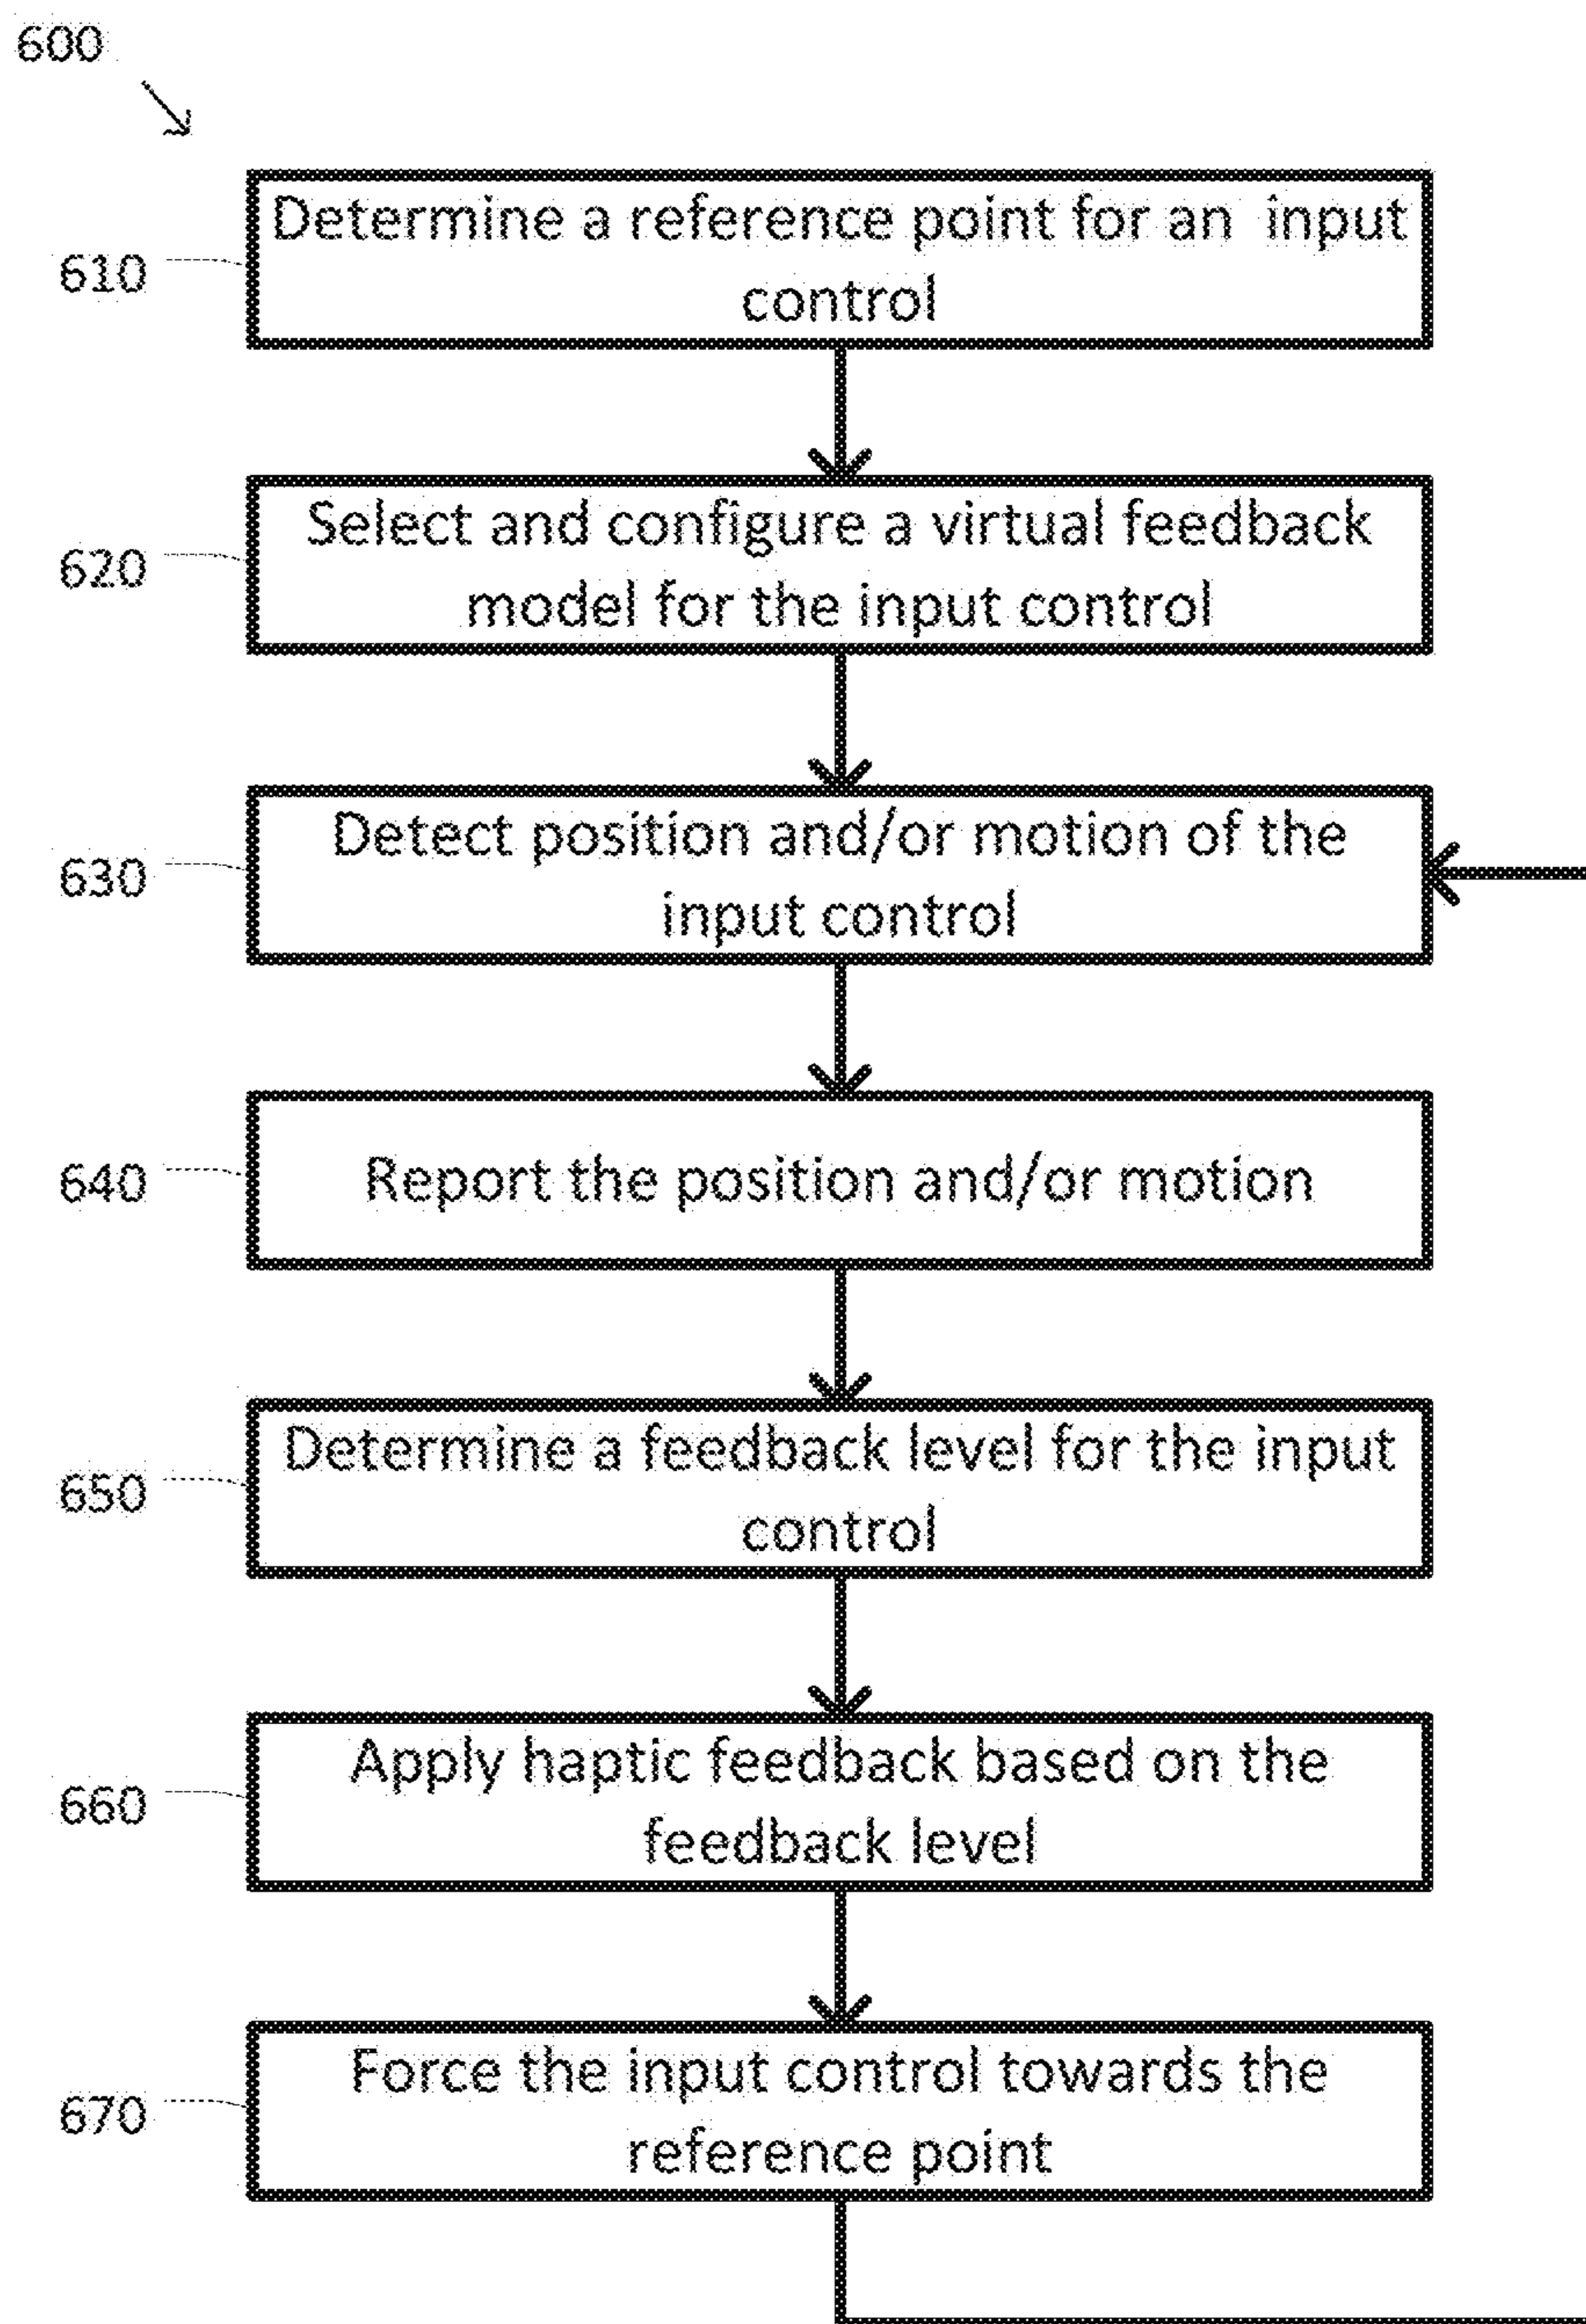 600
Determine a reference point for an input
control
610
Select and configure a virtual feedback
model for the input control
620
Detect position and/or motion of the
input control
630
Report the position and/or motion
640
Determine a feedback level for the input
control
650
Apply haptic feedback based on the
feedback level
660
Force the input control towards the
reference point
670